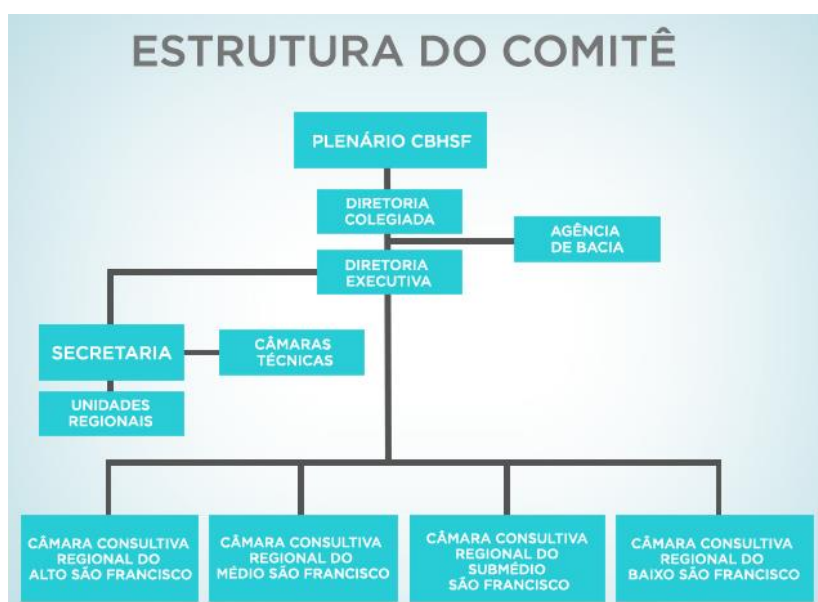 ESTRUTURA DO COMITÊ
PLENÁRIO CBHSF
DIRETORIA
COLEGIADA
AGÊNCIA
DE BACIA
DIRETORIA
EXECUTIVA
SECRETARIA
CÂMARAS
TÉCNICAS
UNIDADES
REGIONAIS
CÂMARA CONSULTIVA
REGIONAL DO
ALTO SÃO FRANCISCO
CÂMARA CONSULTIVA
REGIONAL DO
MÉDIO SÃO FRANCISCO
CÂMARA CONSULTIVA
REGIONAL DO
SUBMÉDIO
SÃO FRANCISCO
CÂMARA CONSULTIVA
REGIONAL DO
BAIXO SÃO FRANCISCO